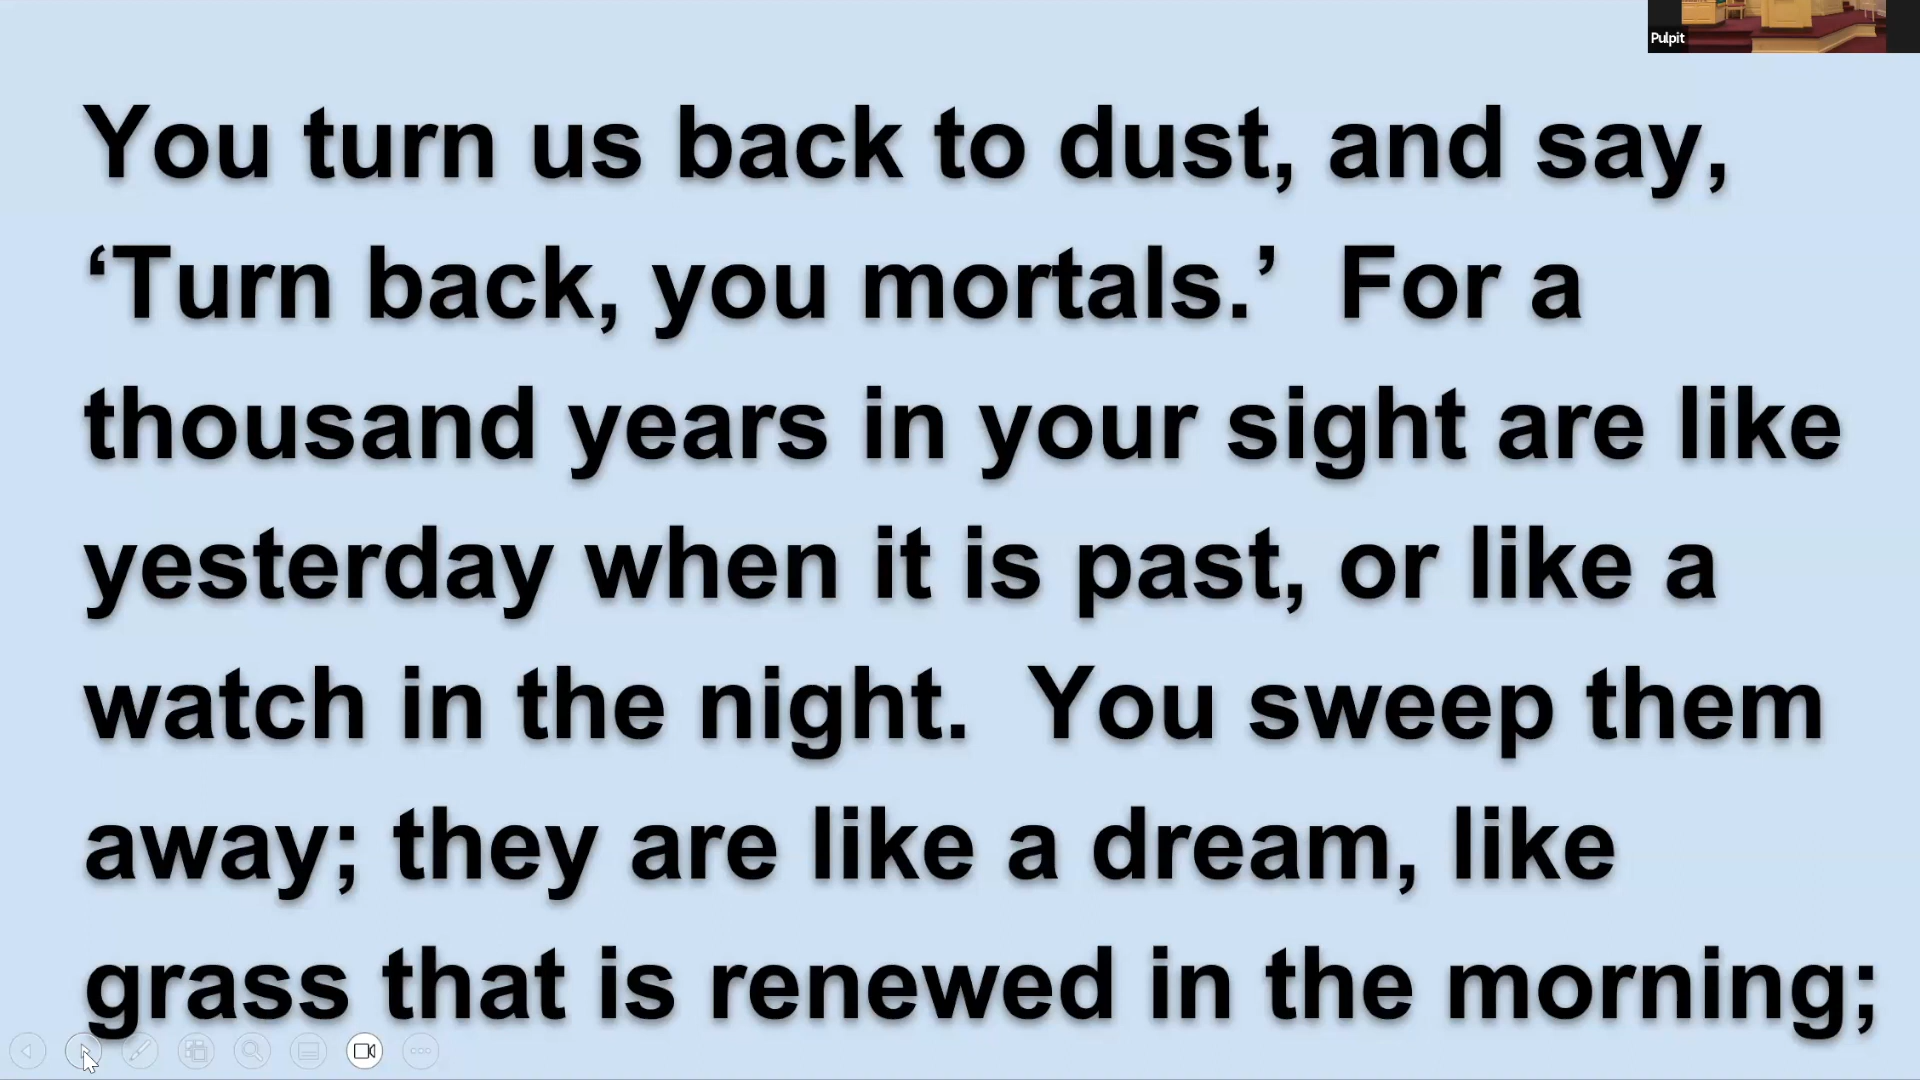 Pulpit
You turn us back to dust, and say,
‘Turn back, you mortals.’  For a
thousand years in your sight are like
yesterday when it is past, or like a
watch in the night.  You sweep them
away; they are like a dream, like
grass that is renewed in the morning;